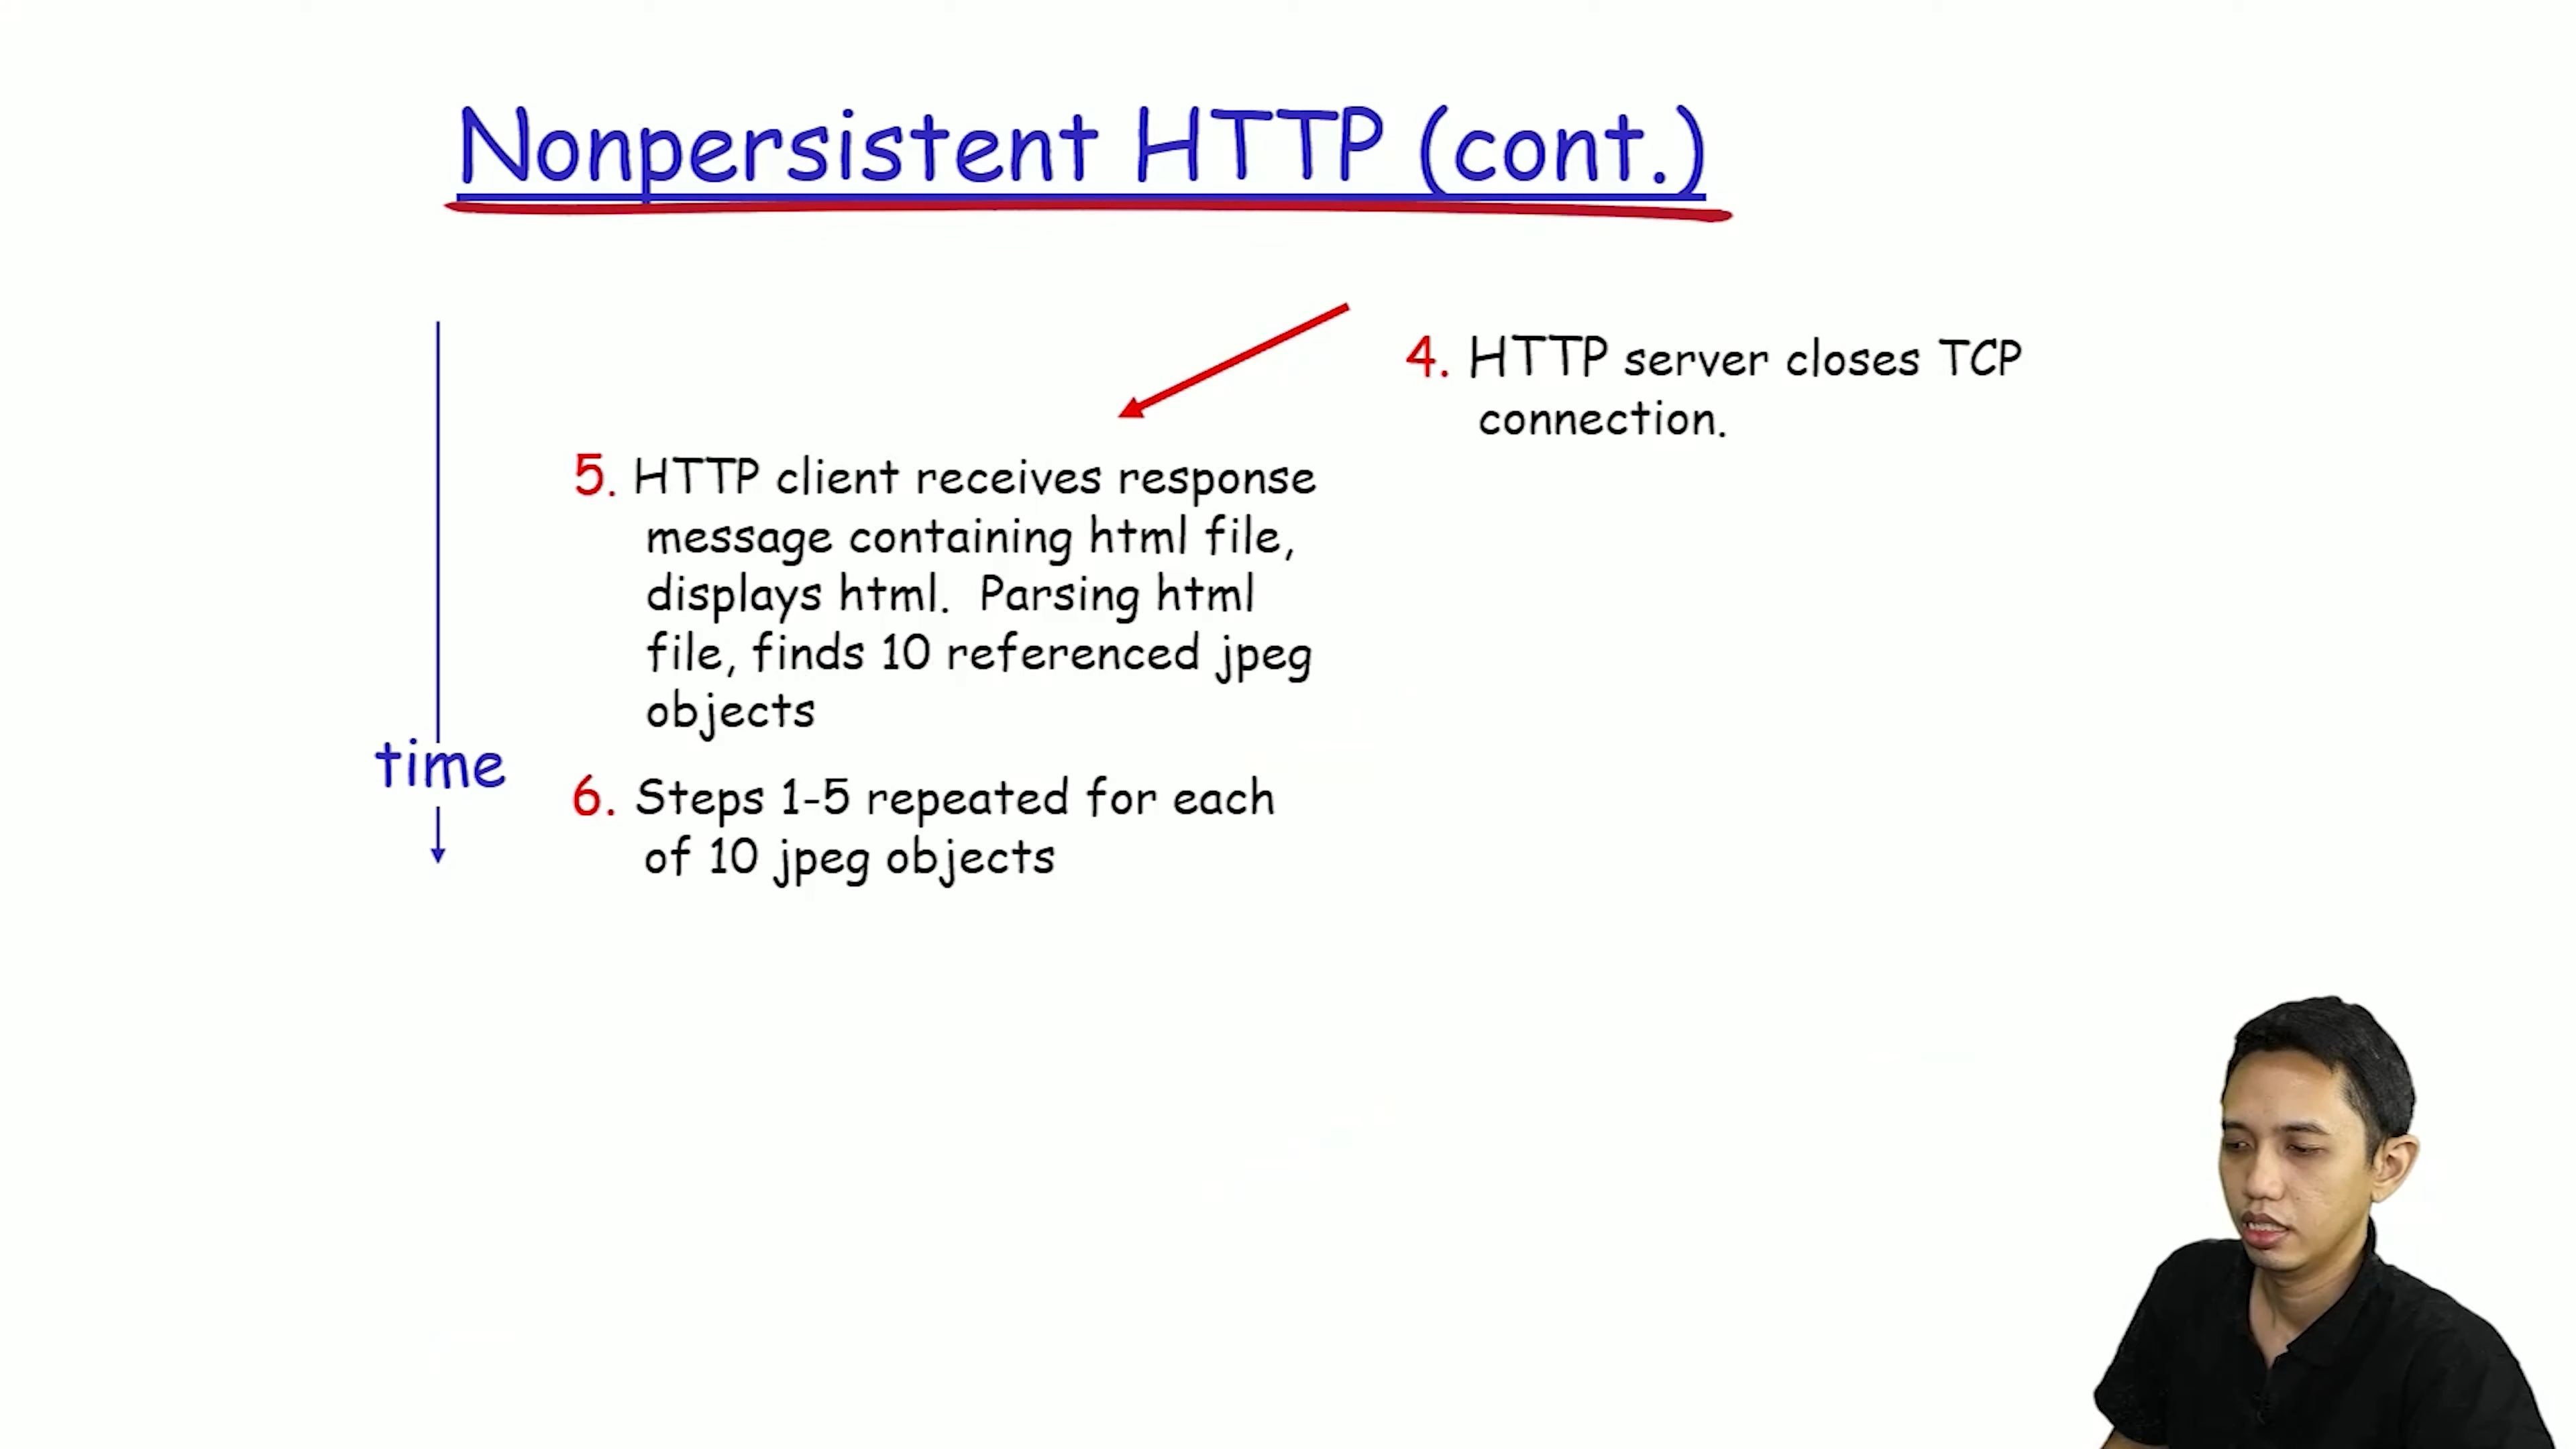 Nonpersistent HTTP (cont.)
4. HTTP server closes TCP
connection.
5. HTTP client receives response
message containing html file,
displays html.  Parsing html
file, finds 10 referenced jpeg
objects
time
6. Steps 1-5 repeated for each
of 10 jpeg objects